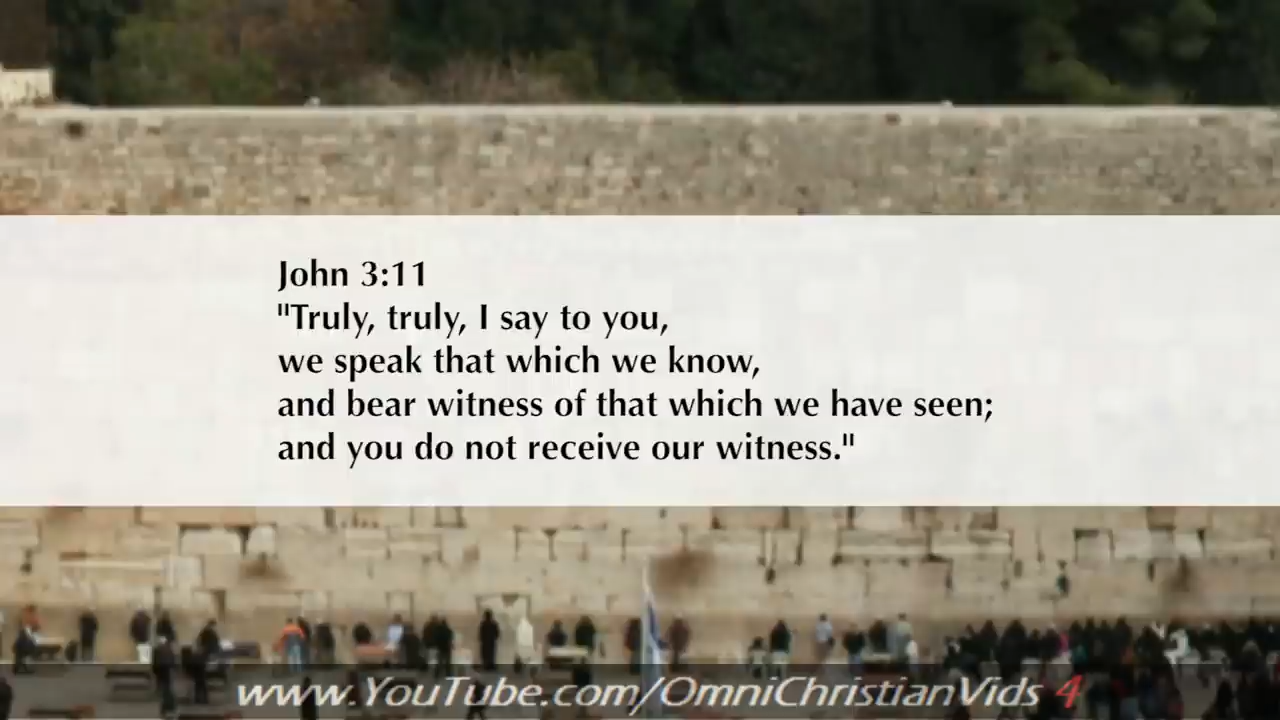 John 3:11
"Truly, truly, I say to you,
we speak that which we know,
and bear witness of that which we have seen;
and you do not receive our witness."
www.YouTube.com/OmniChristianVids 4